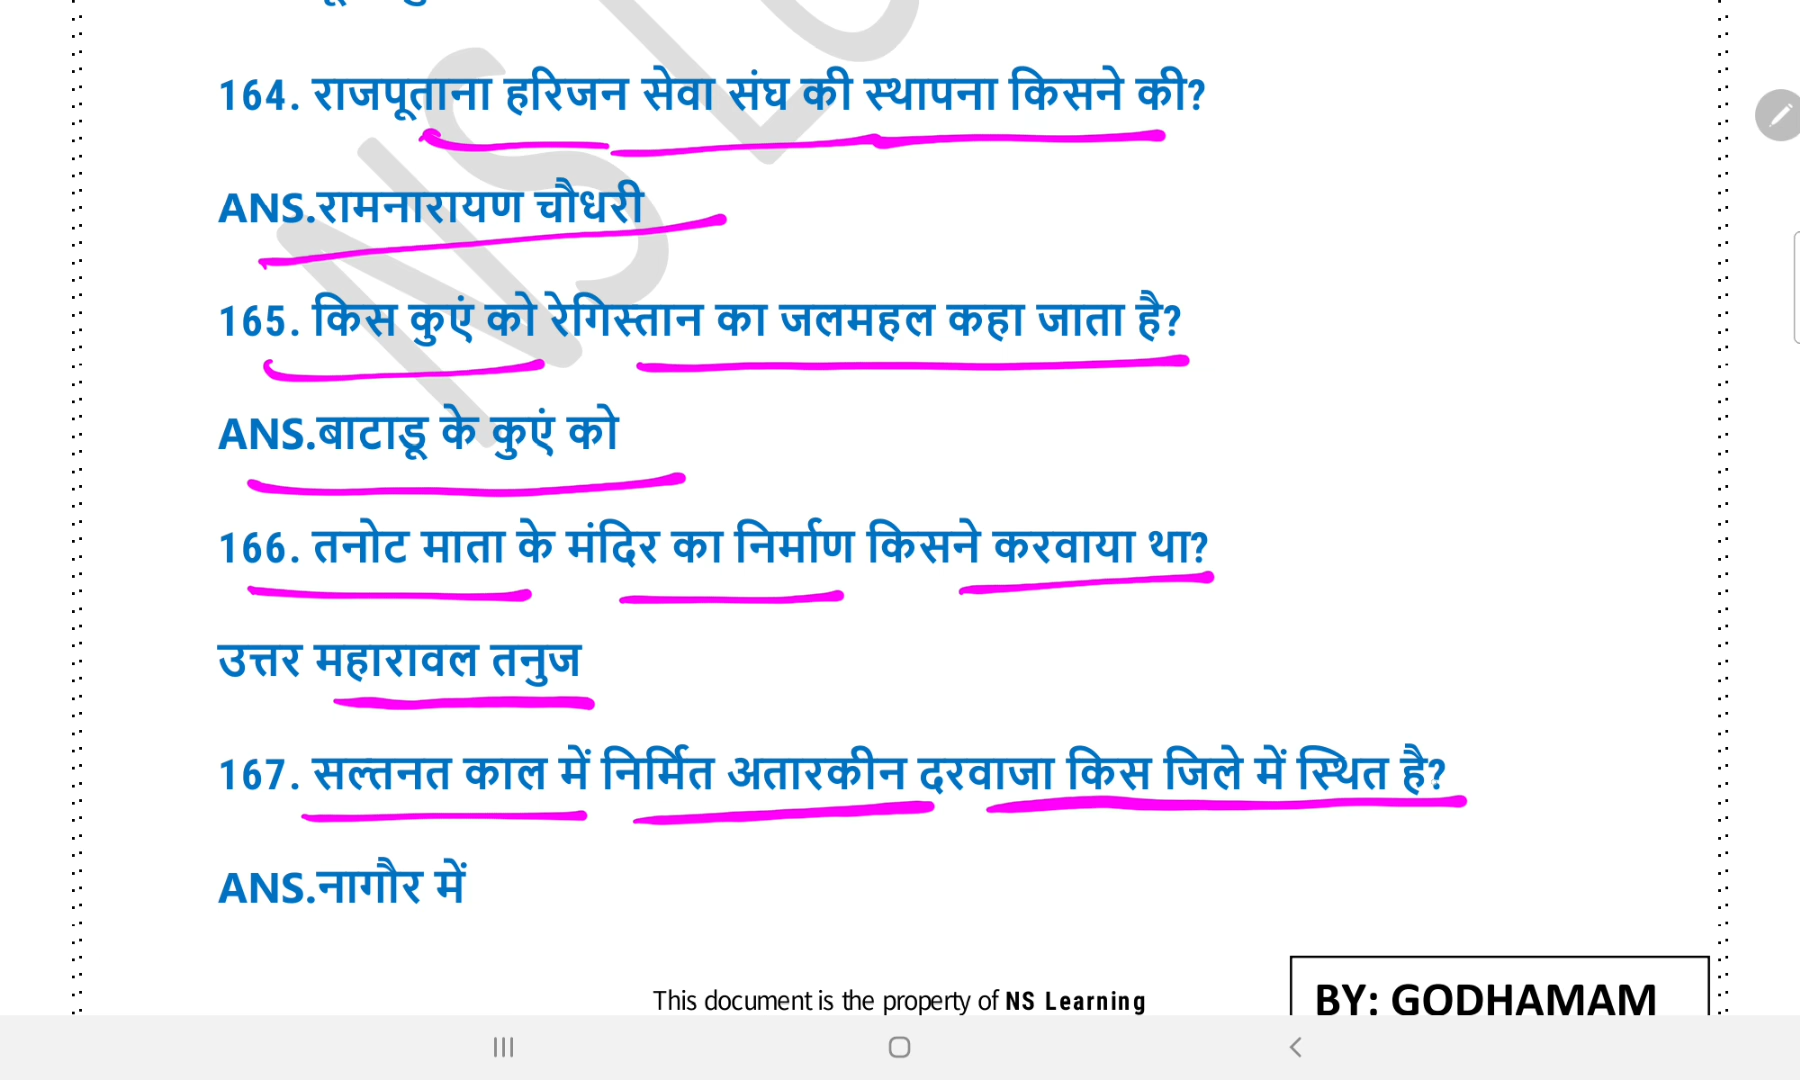 164. राजपूताना हरिजन सेवा संघ की स्थापना किसने की?
ANS.रामनारायण चौधरी
165. किस कुएं को रेगिस्तान का जलमहल कहा जाता है?
ANS.बाटाडू के कुएं को
166. तनोट माता के मंदिर का निर्माण किसने करवाया था?
उत्तर महारावल तनुज
167. सल्तनत काल में निर्मित अतारकीन दरवाजा किस जिले में स्थित है?
ANS.नागौर में
This document is the property of NS Learning
BY: GODHAMAM